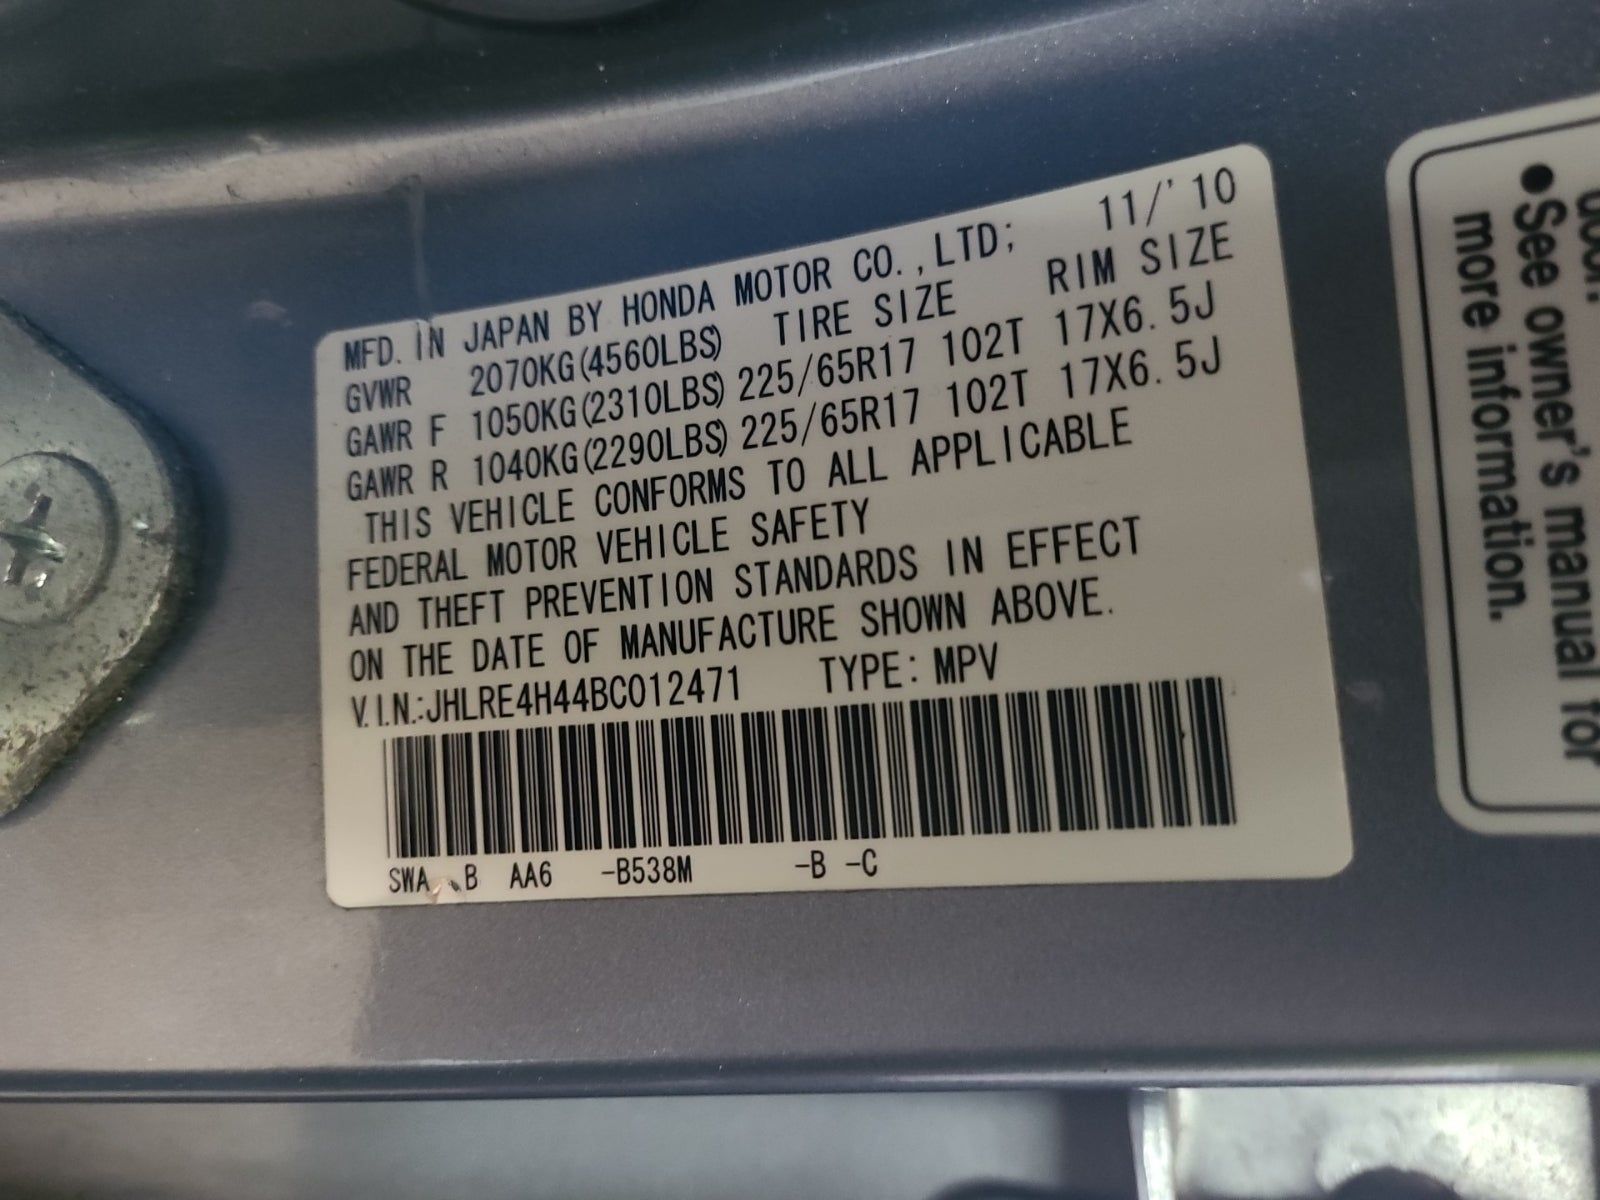 MFD. IN JAPAN BY HONDA MOTOR CO.,LTD; 11/'10
GVWR 2070KG(4560LBS) TIRE SIZE RIM SIZE
GAWR F 1050KG(2310LBS) 225/65R17 102T 17X6.5J
GAWR R 1040KG(2290LBS) 225/65R17 102T 17X6.5J
THIS VEHICLE CONFORMS TO ALL APPLICABLE
FEDERAL MOTOR VEHICLE SAFETY
AND THEFT PREVENTION STANDARDS IN EFFECT
ON THE DATE OF MANUFACTURE SHOWN ABOVE.
V.I.N.:JHLRE4H44BC012471 TYPE: MPV
SWA B AA6 -B538M -B -C
door.
●See owner's manual for
more information.